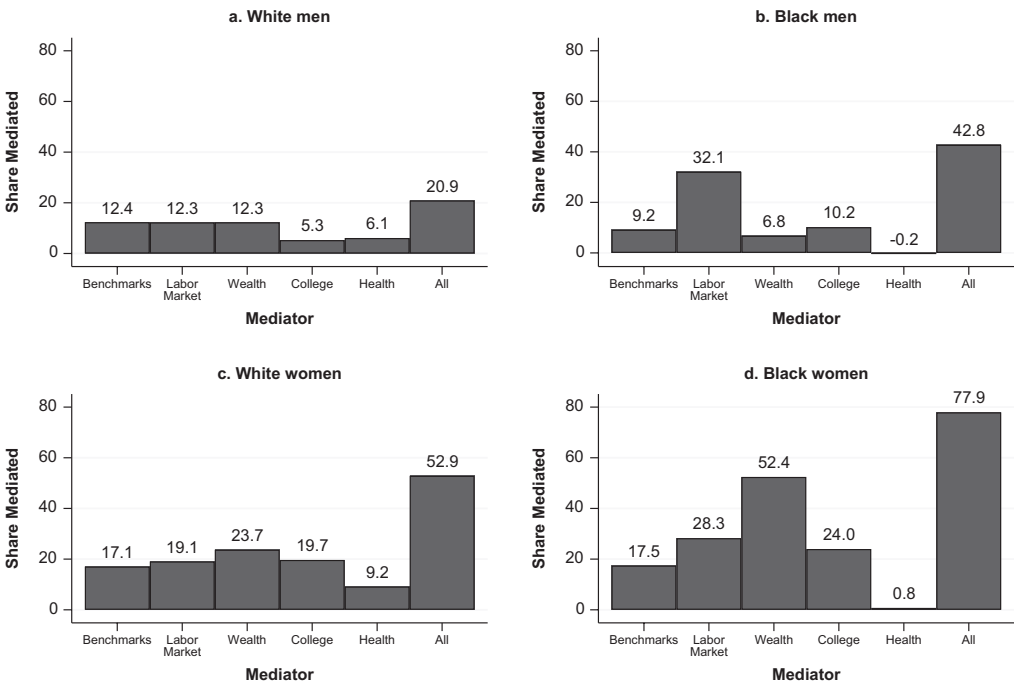 a. White men
Share Mediated
80
60
40
20
0
12.4 12.3 12.3 5.3 6.1 20.9
Benchmarks Labor Market Wealth College Health All
Mediator
b. Black men
Share Mediated
80
60
40
20
0
9.2 32.1 6.8 10.2 -0.2 42.8
Benchmarks Labor Market Wealth College Health All
Mediator
c. White women
Share Mediated
80
60
40
20
0
17.1 19.1 23.7 19.7 9.2 52.9
Benchmarks Labor Market Wealth College Health All
Mediator
d. Black women
Share Mediated
80
60
40
20
0
17.5 28.3 52.4 24.0 0.8 77.9
Benchmarks Labor Market Wealth College Health All
Mediator